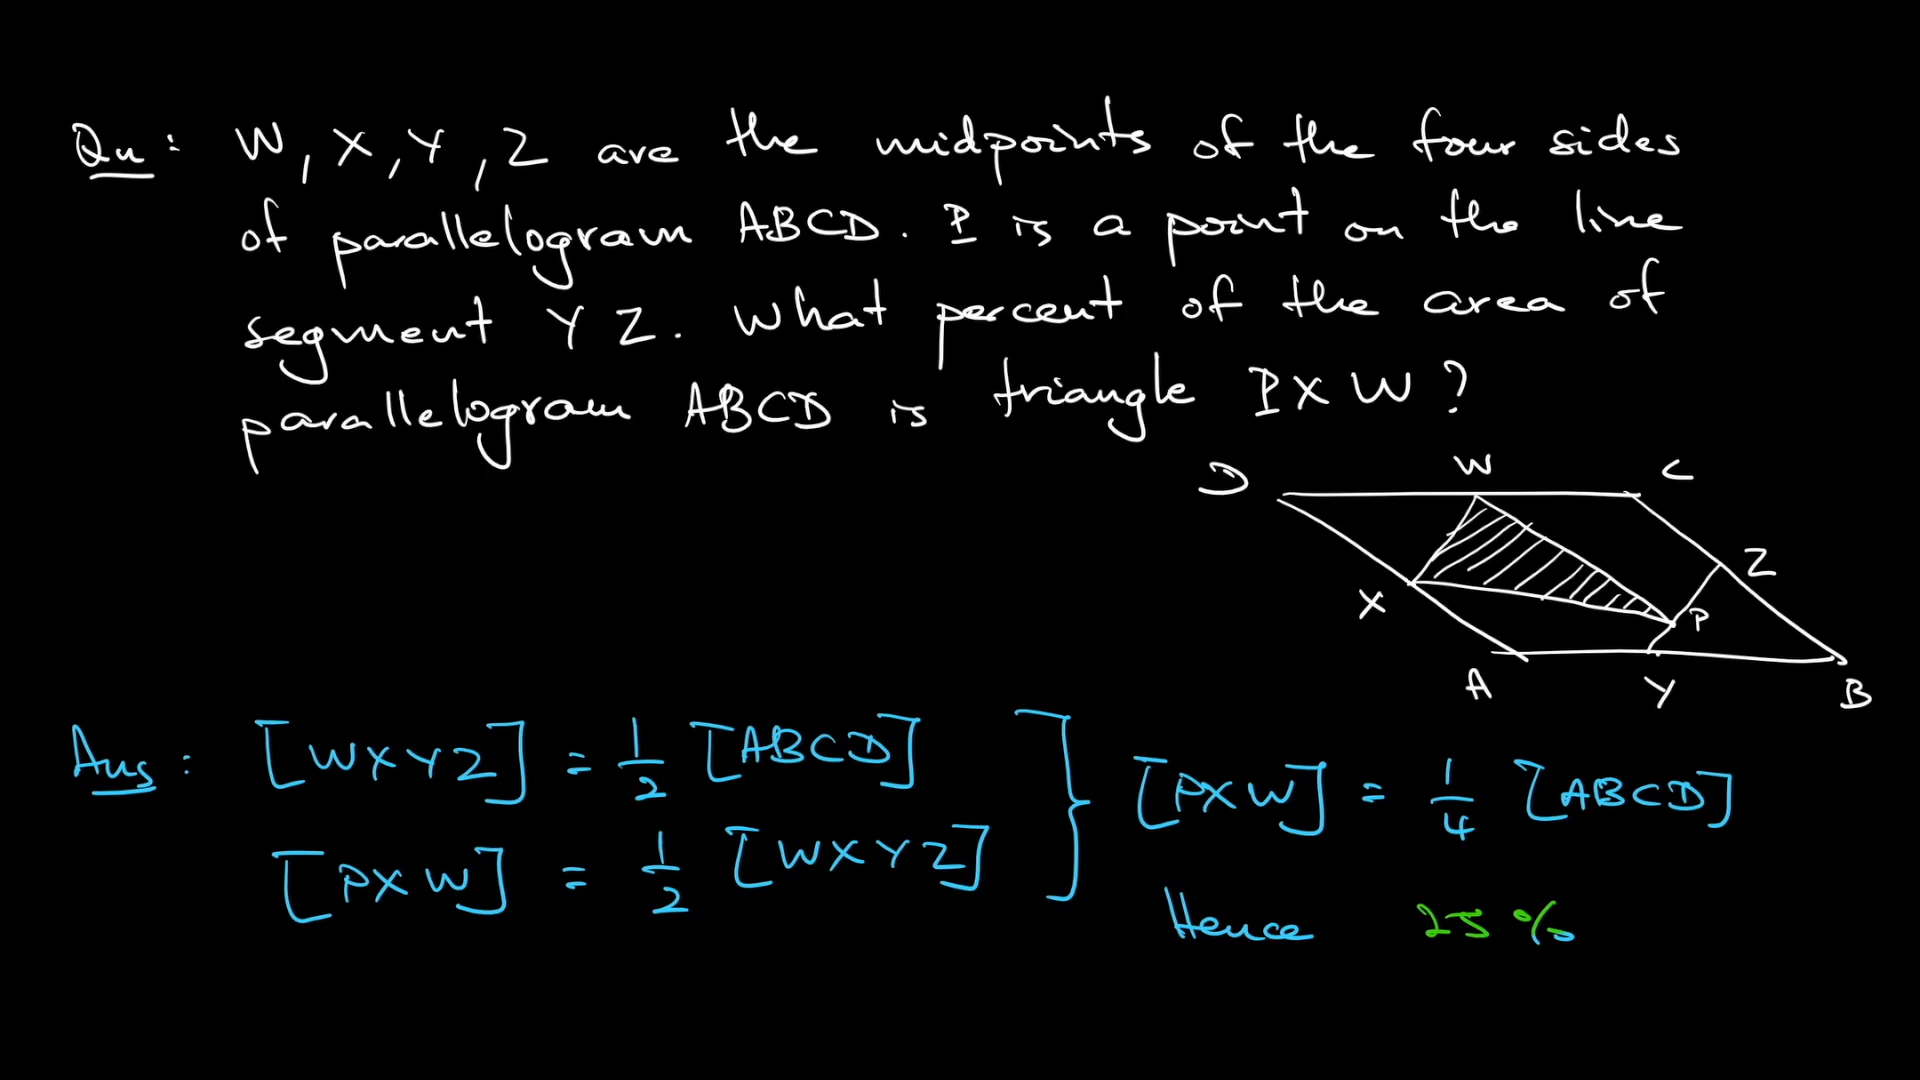 Qu: W, X, Y, Z are the midpoints of the four sides
of parallelogram ABCD. P is a point on the line
segment YZ. What percent of the area of
parallelogram ABCD is triangle PXW?
D W C
X Z
P
A Y B
Ans: [WXYZ] = 1/2 [ABCD]
[PXW] = 1/2 [WXYZ]
} [PXW] = 1/4 [ABCD]
Hence 25%